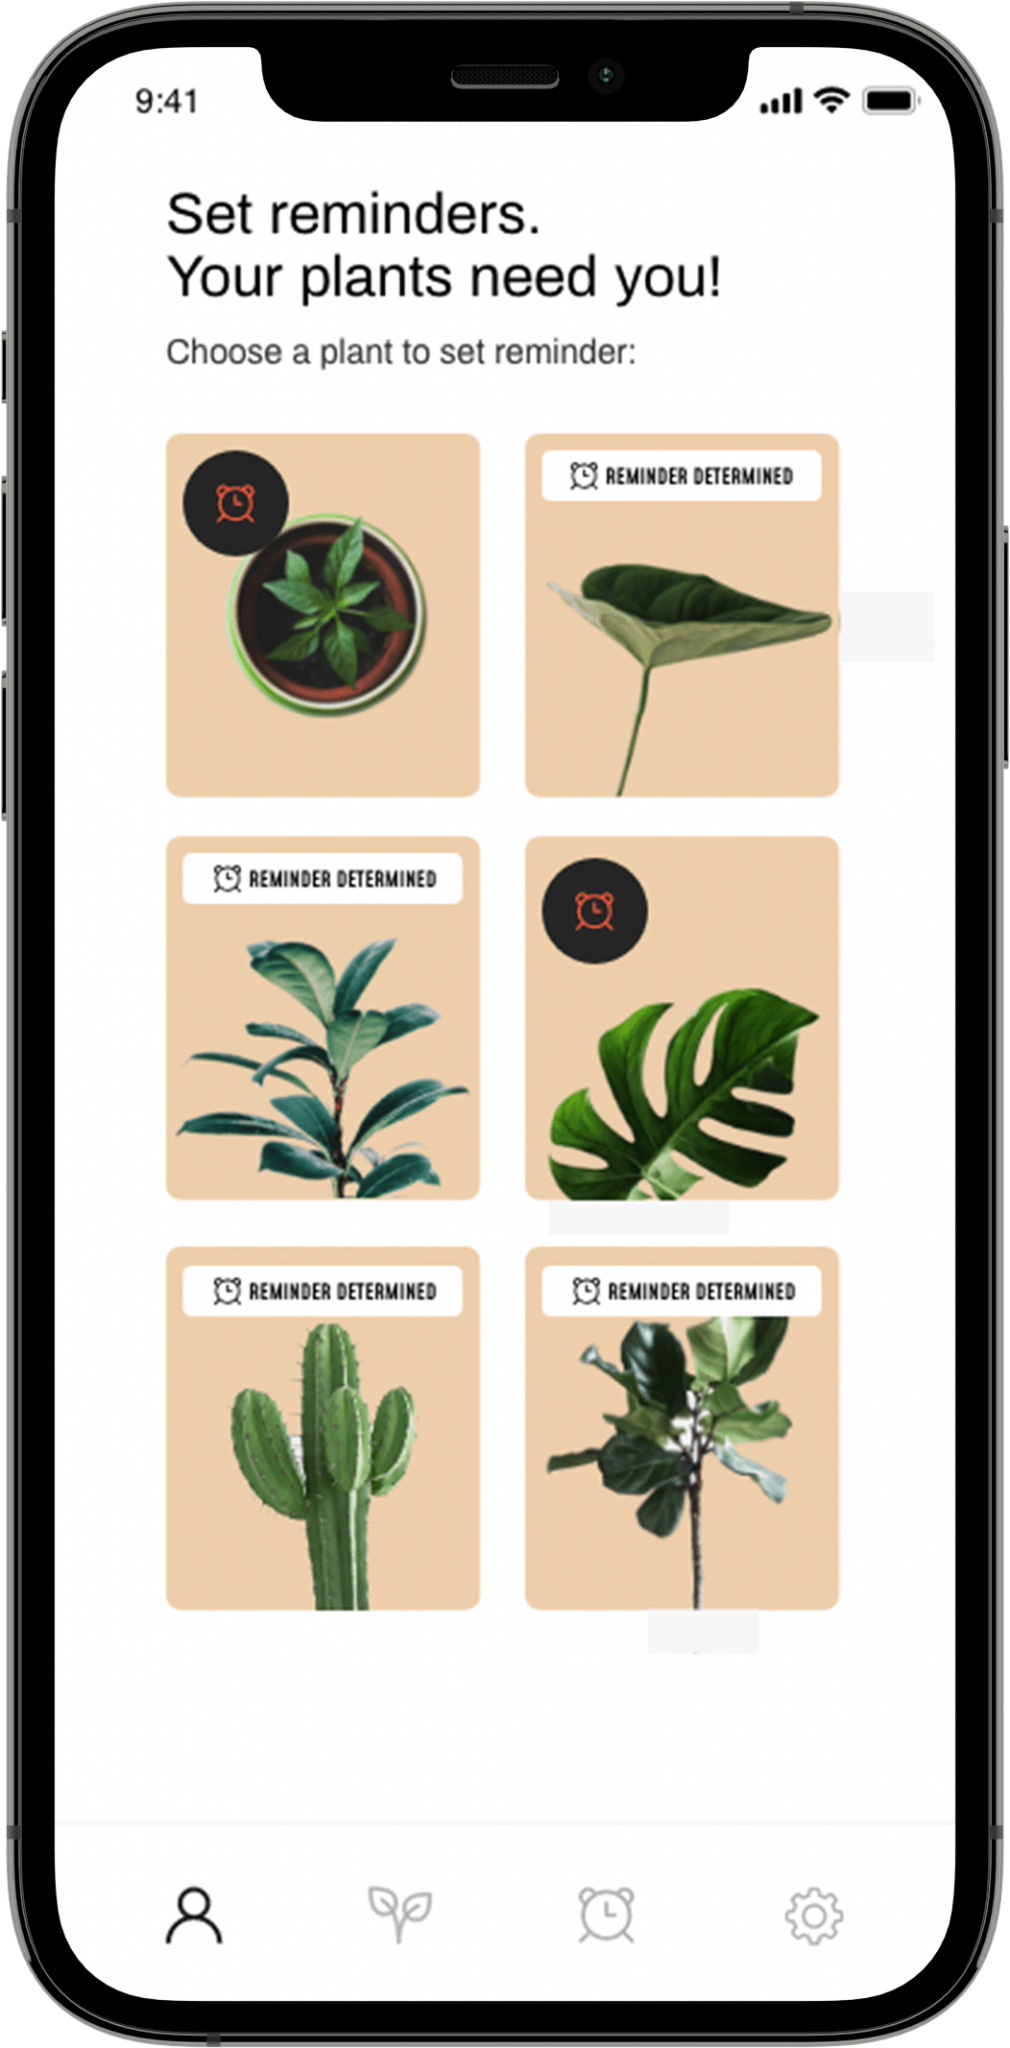 9:41
Set reminders.
Your plants need you!
Choose a plant to set reminder:
REMINDER DETERMINED
REMINDER DETERMINED
REMINDER DETERMINED
REMINDER DETERMINED